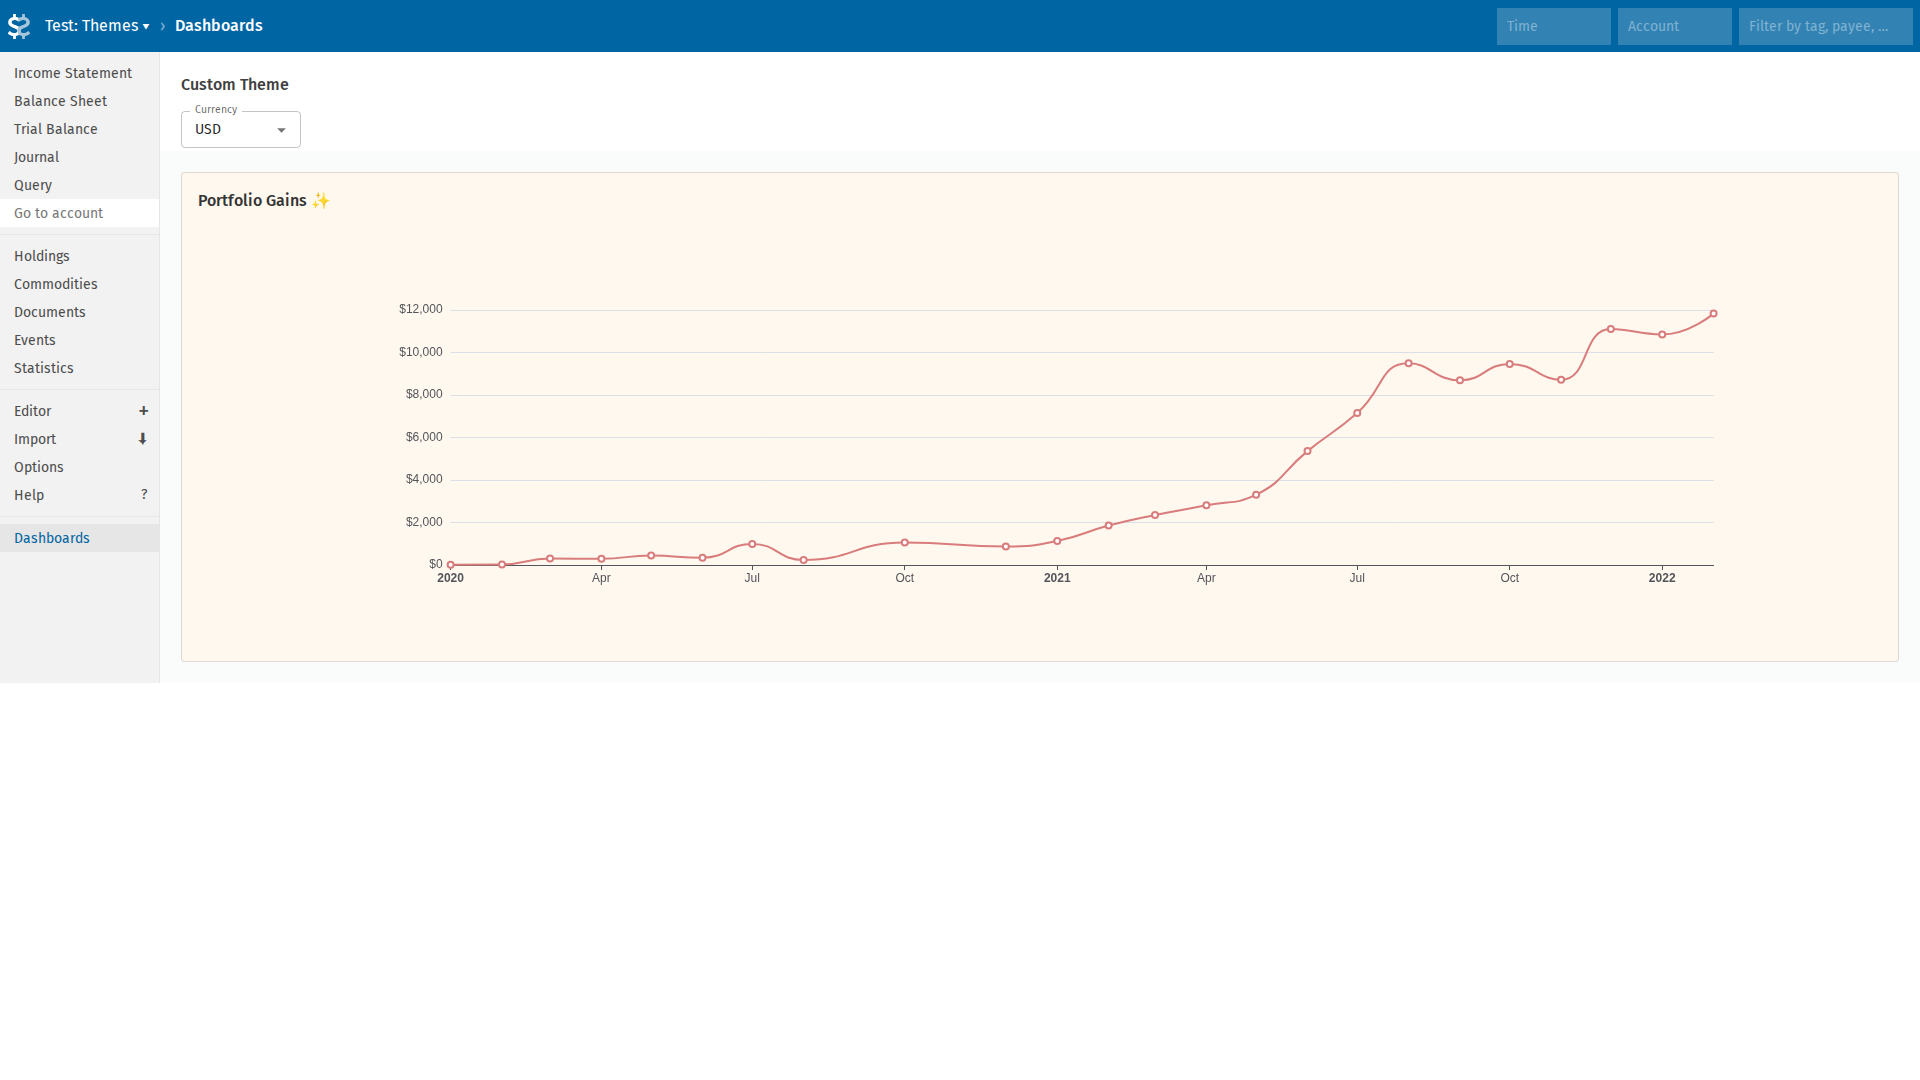 Test: Themes ▾ › Dashboards
Time
Account
Filter by tag, payee, ...
Income Statement
Balance Sheet
Trial Balance
Journal
Query
Go to account
Holdings
Commodities
Documents
Events
Statistics
Editor +
Import ⬇
Options
Help ?
Dashboards
Custom Theme
Currency
USD
Portfolio Gains ✨
$12,000
$10,000
$8,000
$6,000
$4,000
$2,000
$0
2020 Apr Jul Oct 2021 Apr Jul Oct 2022